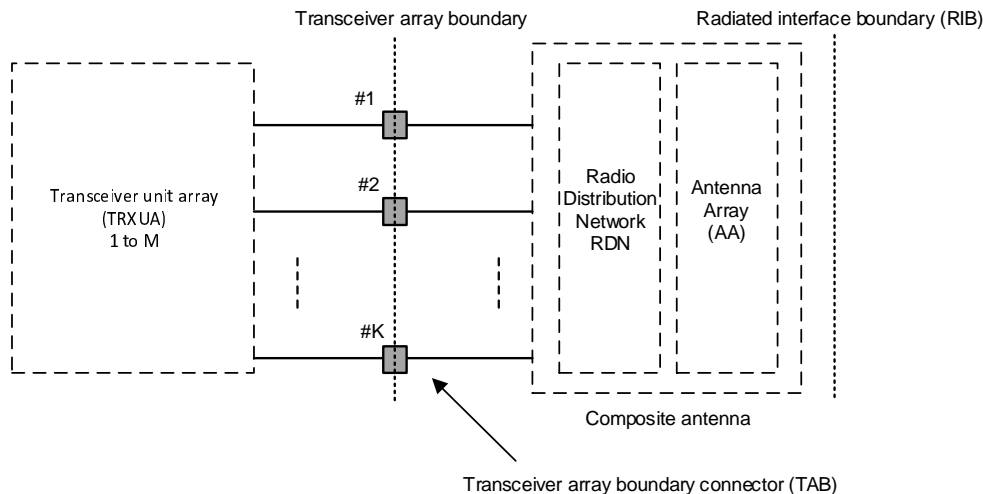 Transceiver array boundary
Radiated interface boundary (RIB)
#1
#2
#K
Transceiver unit array
(TRXUA)
1 to M
Radio
Distribution
Network
RDN
Antenna
Array
(AA)
Composite antenna
Transceiver array boundary connector (TAB)